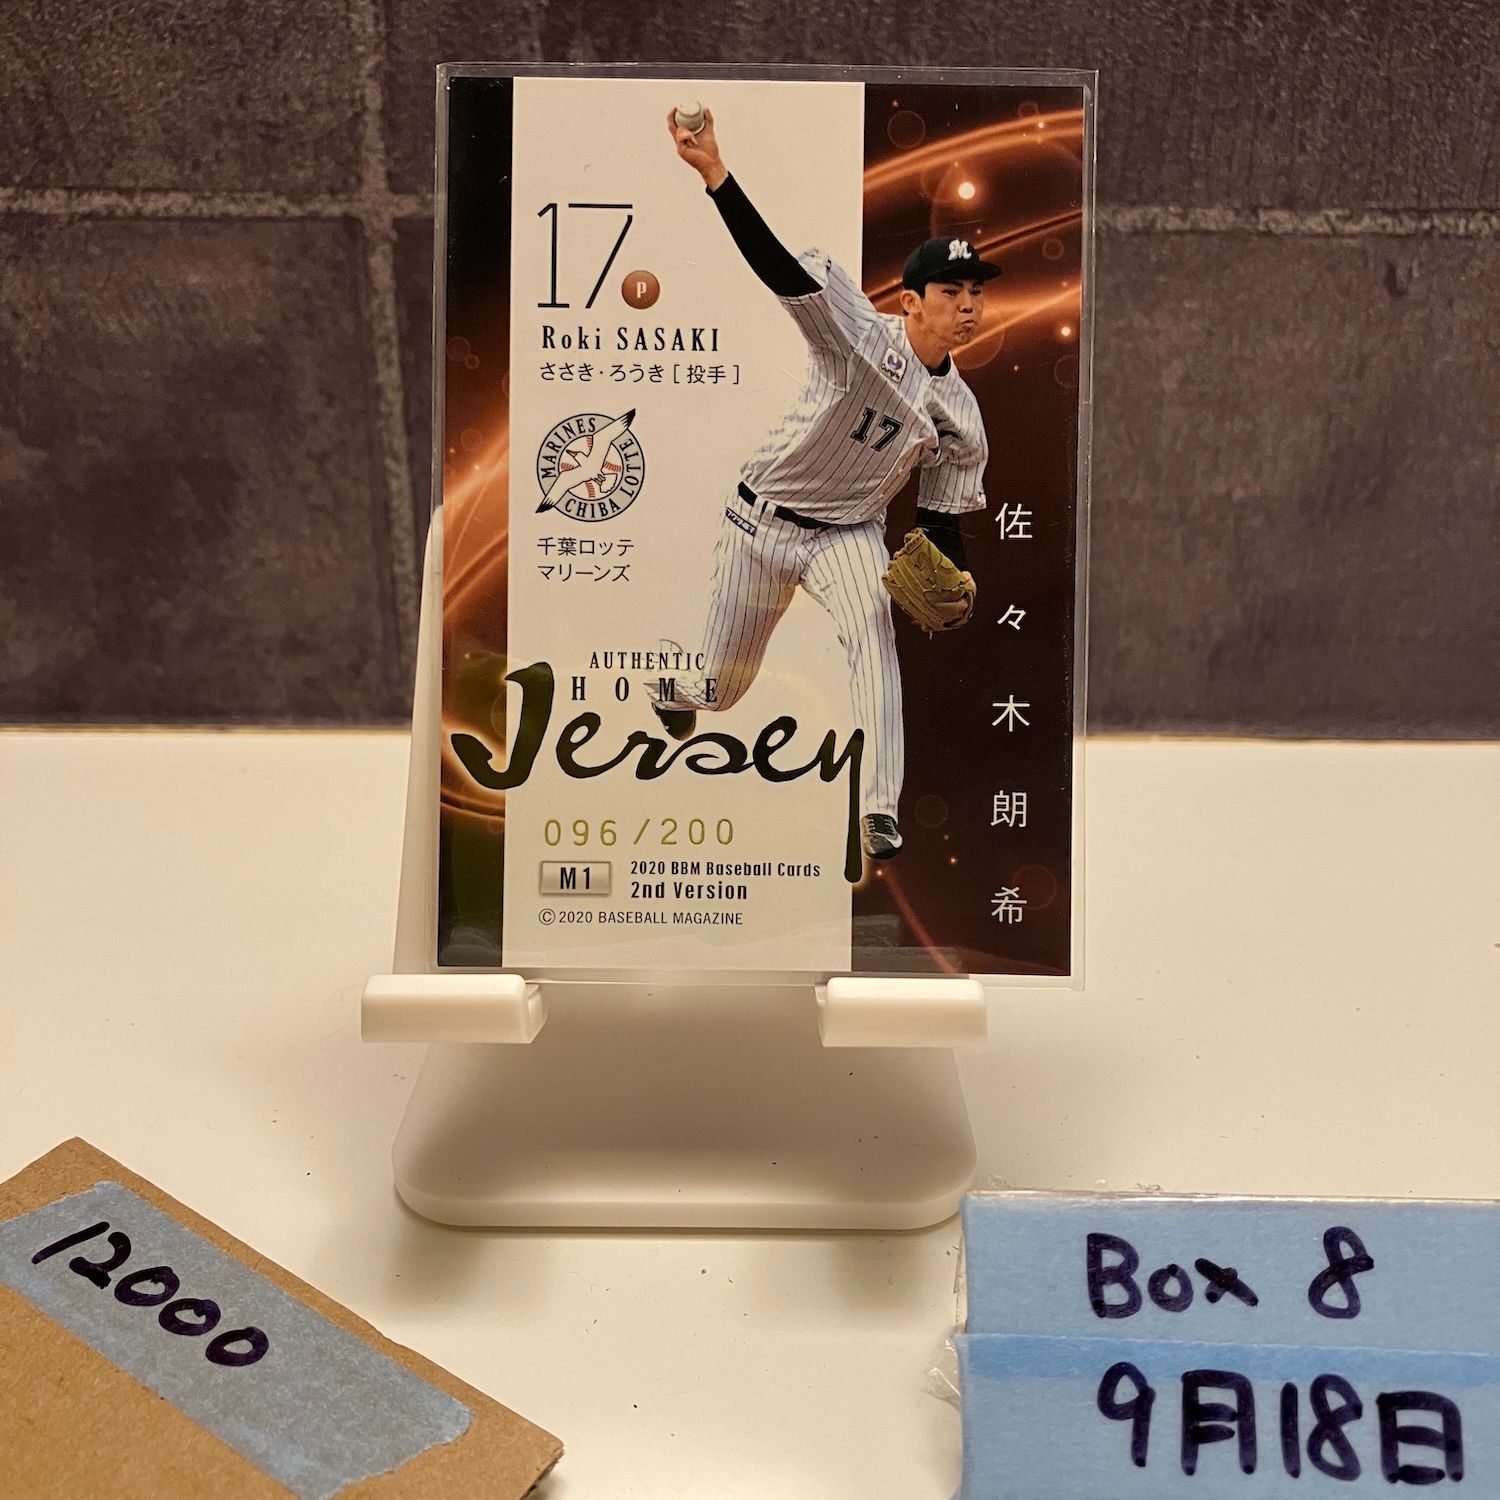 17
P
Roki SASAKI
ささき・ろうき [ 投手 ]
MARINES
CHIBA LOTTE
千葉ロッテ
マリーンズ
M
17
佐々木朗希
AUTHENTIC
HOME
Jersey
096/200
M1
2020 BBM Baseball Cards
2nd Version
©2020 BASEBALL MAGAZINE
12000
Box 8
9月18日